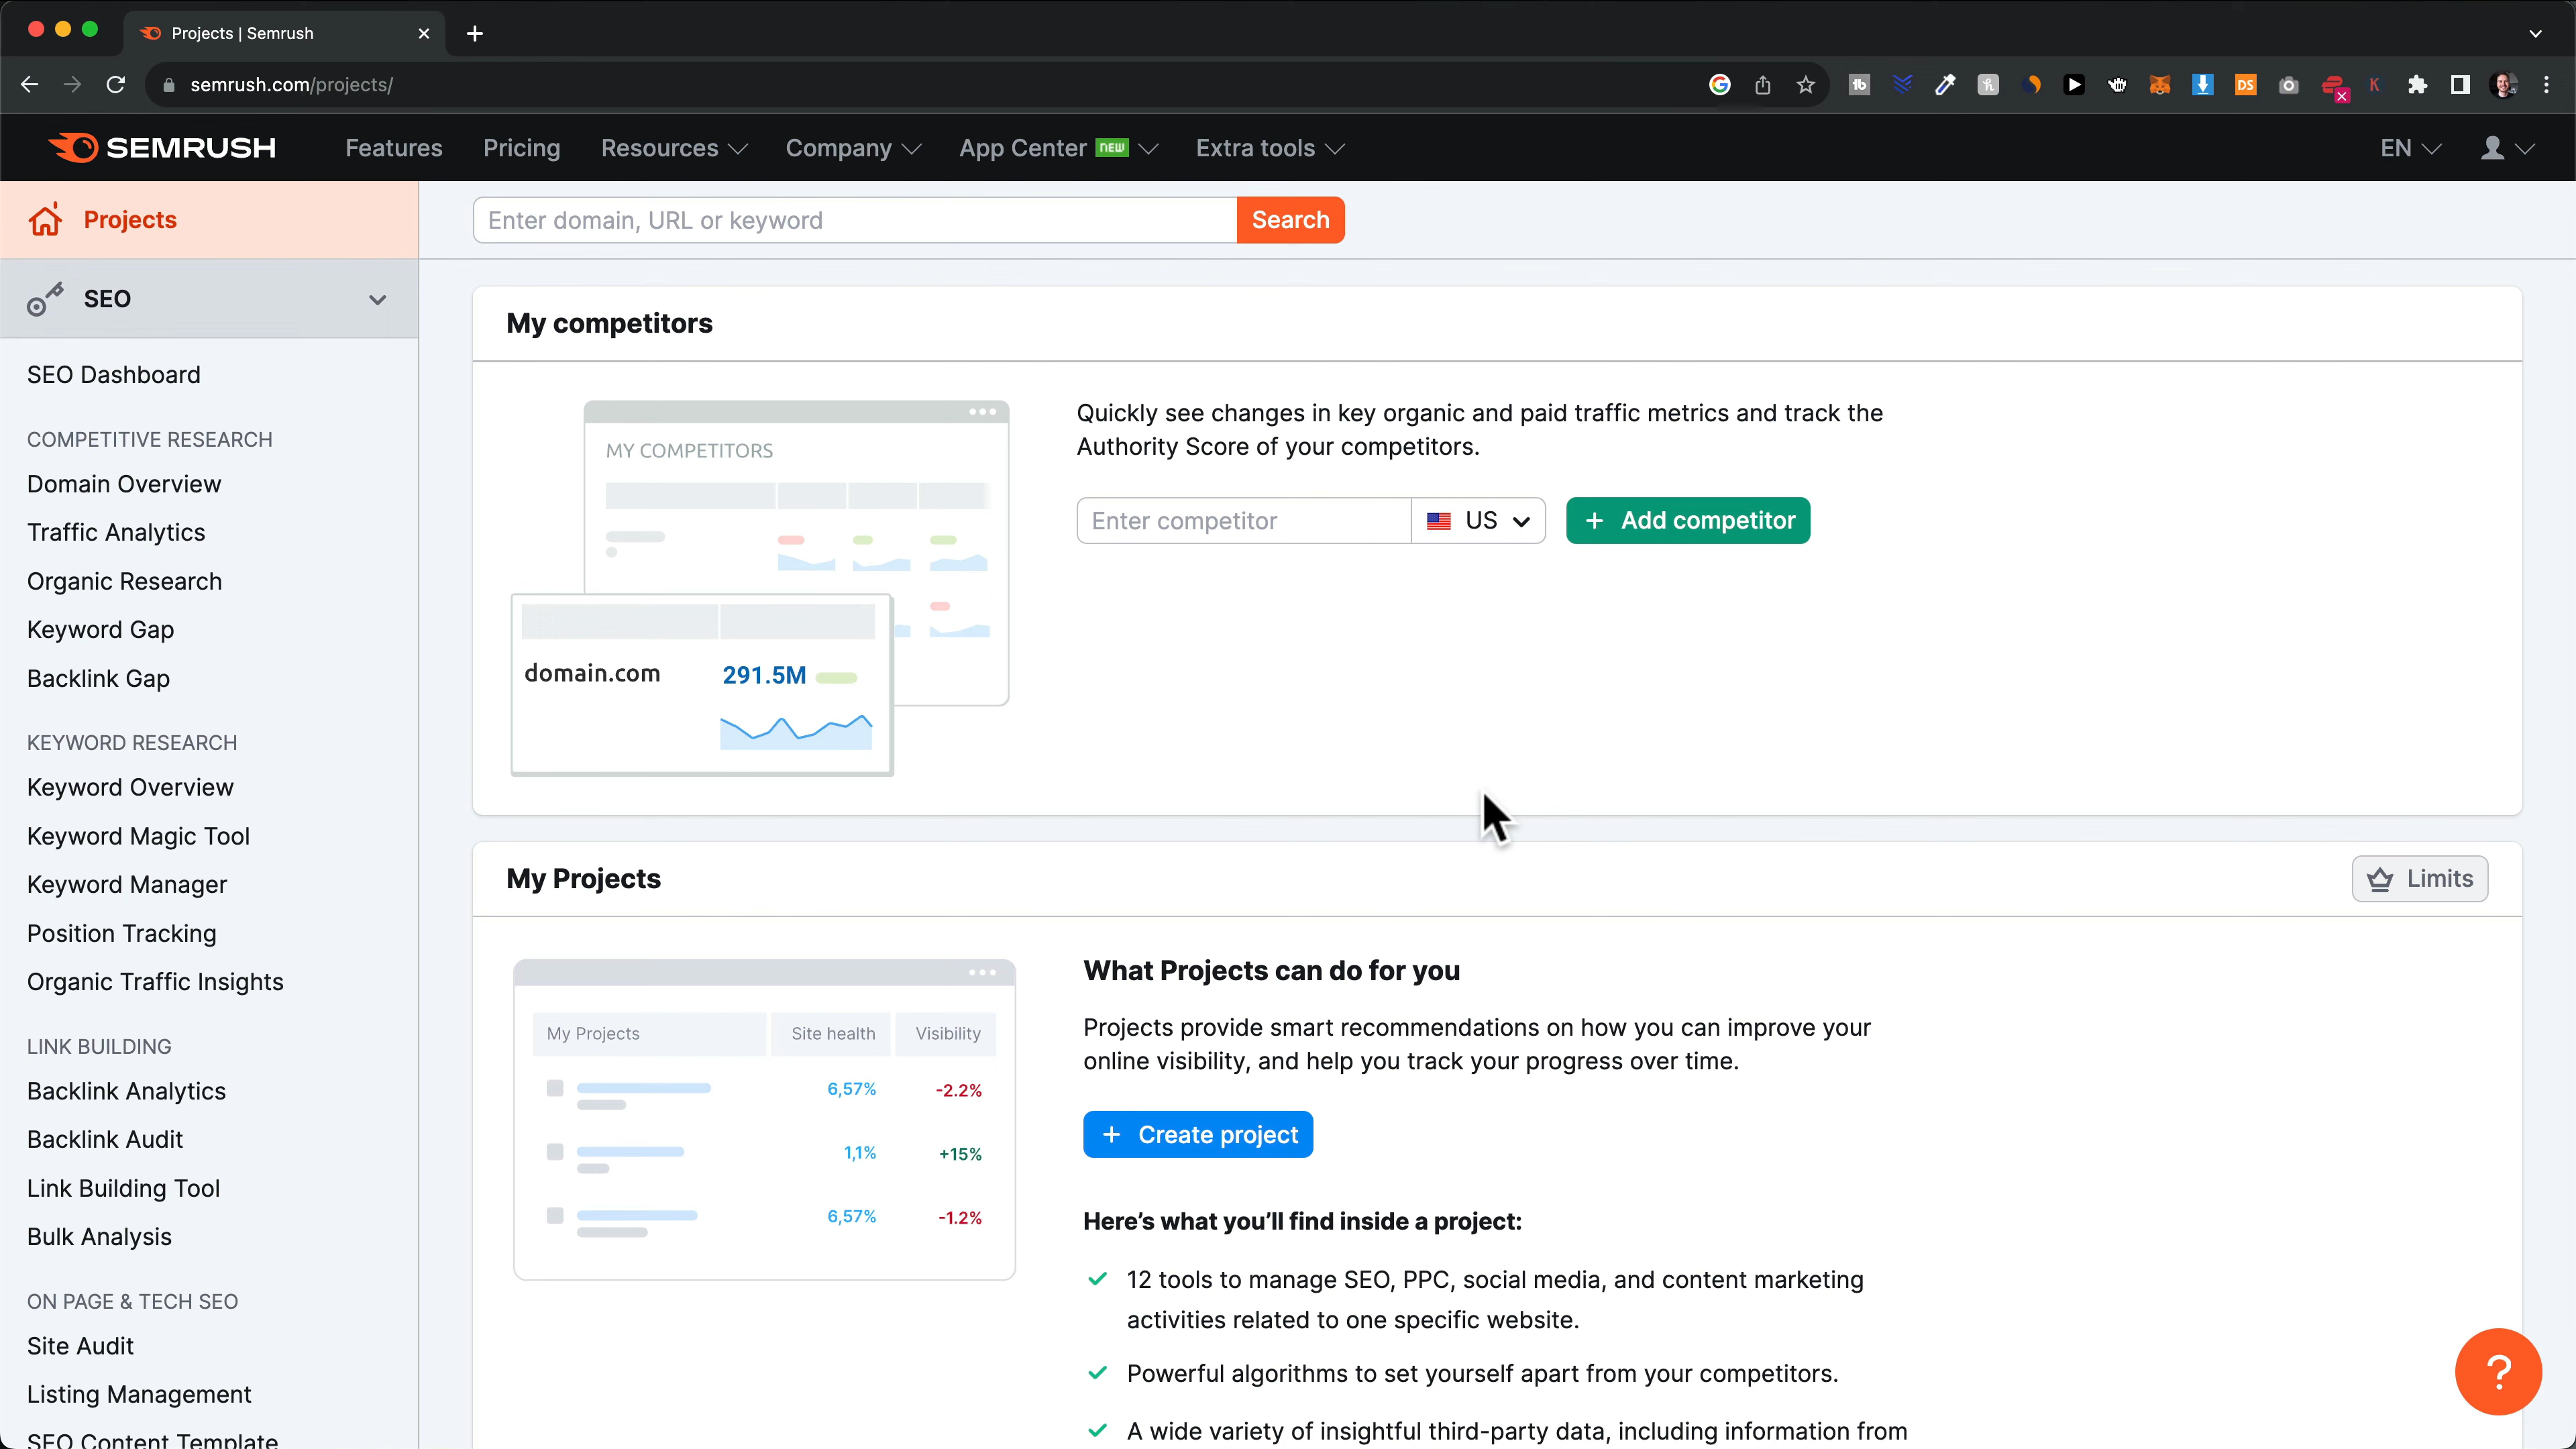 Projects | Semrush
semrush.com/projects/
SEMRUSH
Features
Pricing
Resources
Company
App Center NEW
Extra tools
EN
Projects
Enter domain, URL or keyword
Search
SEO
SEO Dashboard
COMPETITIVE RESEARCH
Domain Overview
Traffic Analytics
Organic Research
Keyword Gap
Backlink Gap
KEYWORD RESEARCH
Keyword Overview
Keyword Magic Tool
Keyword Manager
Position Tracking
Organic Traffic Insights
LINK BUILDING
Backlink Analytics
Backlink Audit
Link Building Tool
Bulk Analysis
ON PAGE & TECH SEO
Site Audit
Listing Management
SEO Content Template
My competitors
MY COMPETITORS
domain.com 291.5M
Quickly see changes in key organic and paid traffic metrics and track the
Authority Score of your competitors.
Enter competitor
US
+ Add competitor
My Projects
Limits
My Projects Site health Visibility
6,57% -2.2%
1,1% +15%
6,57% -1.2%
What Projects can do for you
Projects provide smart recommendations on how you can improve your
online visibility, and help you track your progress over time.
+ Create project
Here’s what you’ll find inside a project:
12 tools to manage SEO, PPC, social media, and content marketing
activities related to one specific website.
Powerful algorithms to set yourself apart from your competitors.
A wide variety of insightful third-party data, including information from
?